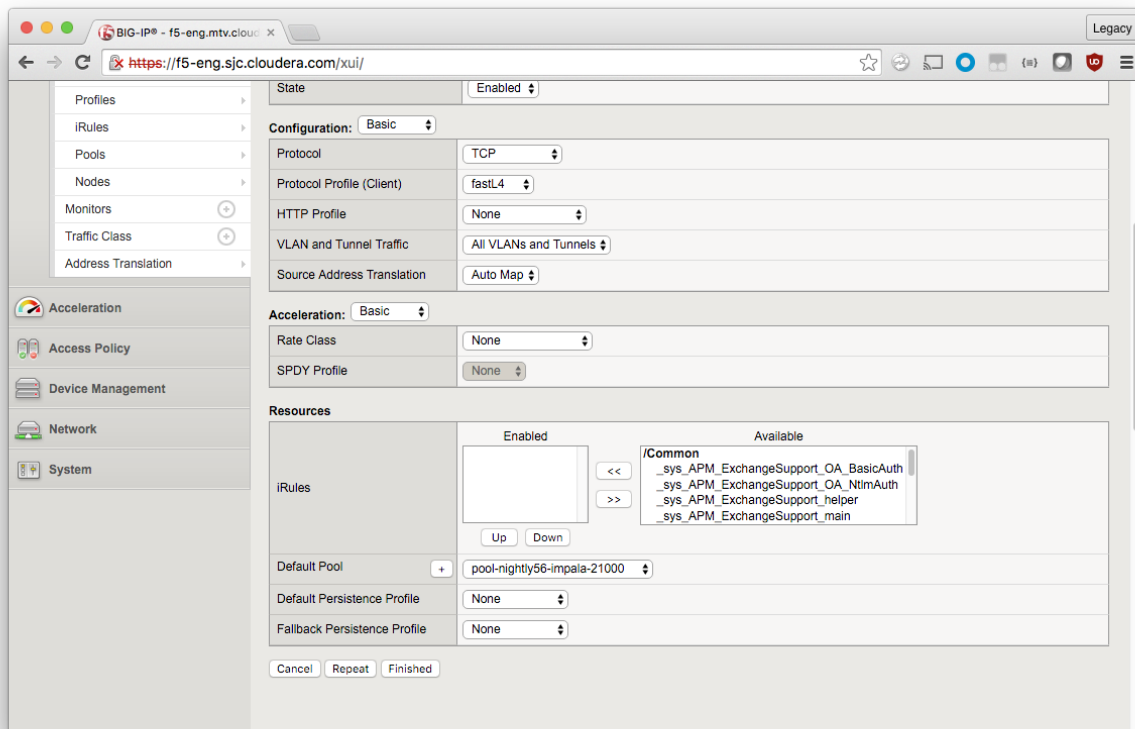 BIG-IP® - f5-eng.mtv.cloud
Legacy
https://f5-eng.sjc.cloudera.com/xui/
Profiles
iRules
Pools
Nodes
Monitors
Traffic Class
Address Translation
Acceleration
Access Policy
Device Management
Network
System
State Enabled
Configuration: Basic
Protocol TCP
Protocol Profile (Client) fastL4
HTTP Profile None
VLAN and Tunnel Traffic All VLANs and Tunnels
Source Address Translation Auto Map
Acceleration: Basic
Rate Class None
SPDY Profile None
Resources
iRules
Enabled
Available
<<
>>
/Common
_sys_APM_ExchangeSupport_OA_BasicAuth
_sys_APM_ExchangeSupport_OA_NtlmAuth
_sys_APM_ExchangeSupport_helper
_sys_APM_ExchangeSupport_main
Up Down
Default Pool + pool-nightly56-impala-21000
Default Persistence Profile None
Fallback Persistence Profile None
Cancel Repeat Finished